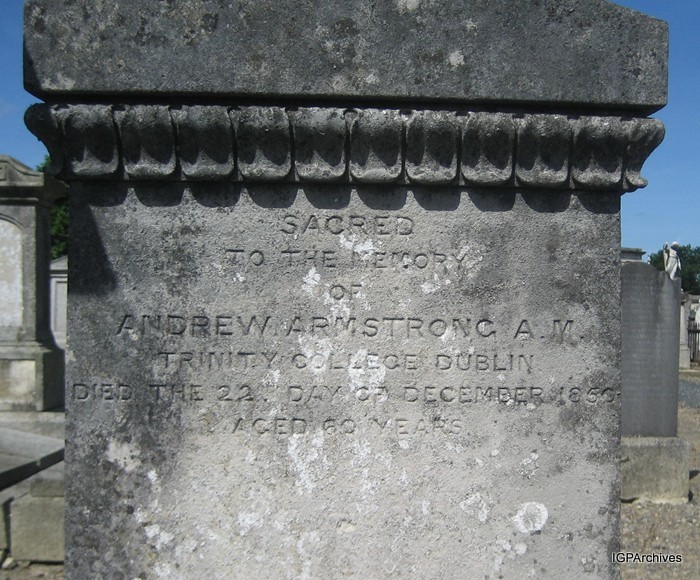 SACRED
TO THE MEMORY
OF
ANDREW ARMSTRONG A.M.
TRINITY COLLEGE DUBLIN
DIED THE 22. DAY OF DECEMBER
AGED 60 YEARS
IGPArchives